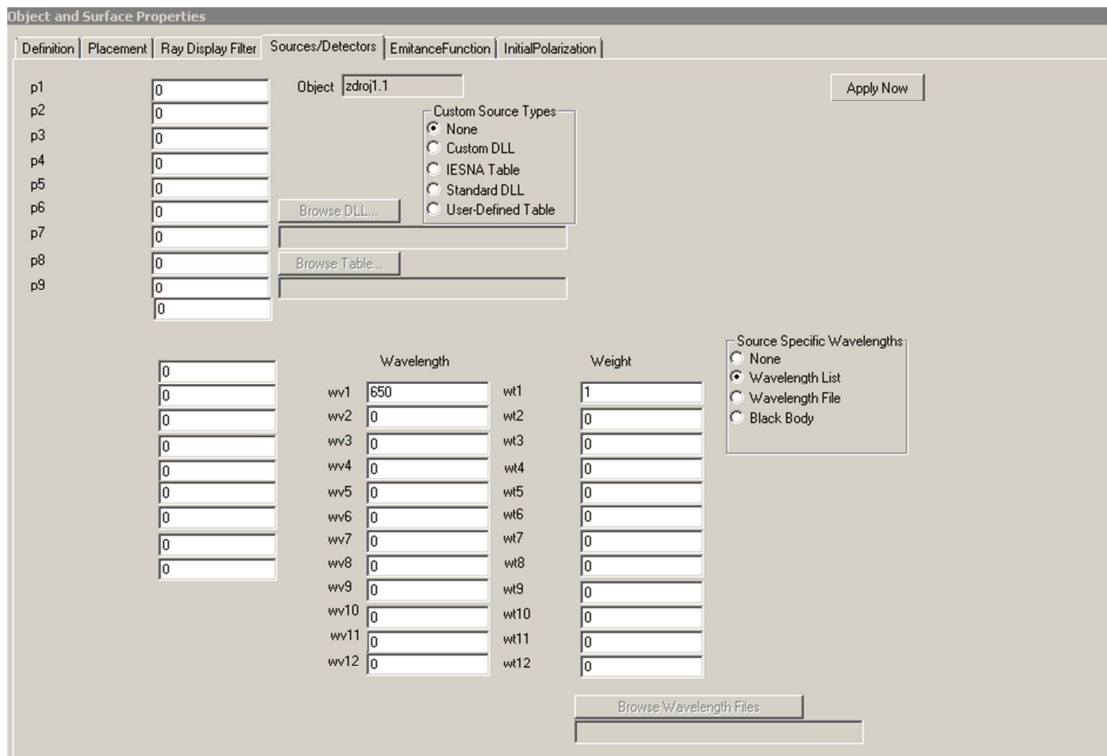 Object and Surface Properties
Definition Placement Ray Display Filter Sources/Detectors EmitanceFunction InitialPolarization
p1 0 Object zdroj1.1 Apply Now
p2 0 Custom Source Types
None
p3 0 Custom DLL
p4 0 IESNA Table
p5 0 Standard DLL
p6 0 Browse DLL... User-Defined Table
p7 0
p8 0 Browse Table...
p9 0
0
Source Specific Wavelengths
Wavelength Weight None
0
wv1 650 wt1 1 Wavelength List
0
wv2 0 wt2 0 Wavelength File
0
wv3 0 wt3 0 Black Body
0
wv4 0 wt4 0
0
wv5 0 wt5 0
0
wv6 0 wt6 0
0
wv7 0 wt7 0
0
wv8 0 wt8 0
0
wv9 0 wt9 0
wv10 0 wt10 0
wv11 0 wt11 0
wv12 0 wt12 0
Browse Wavelength Files